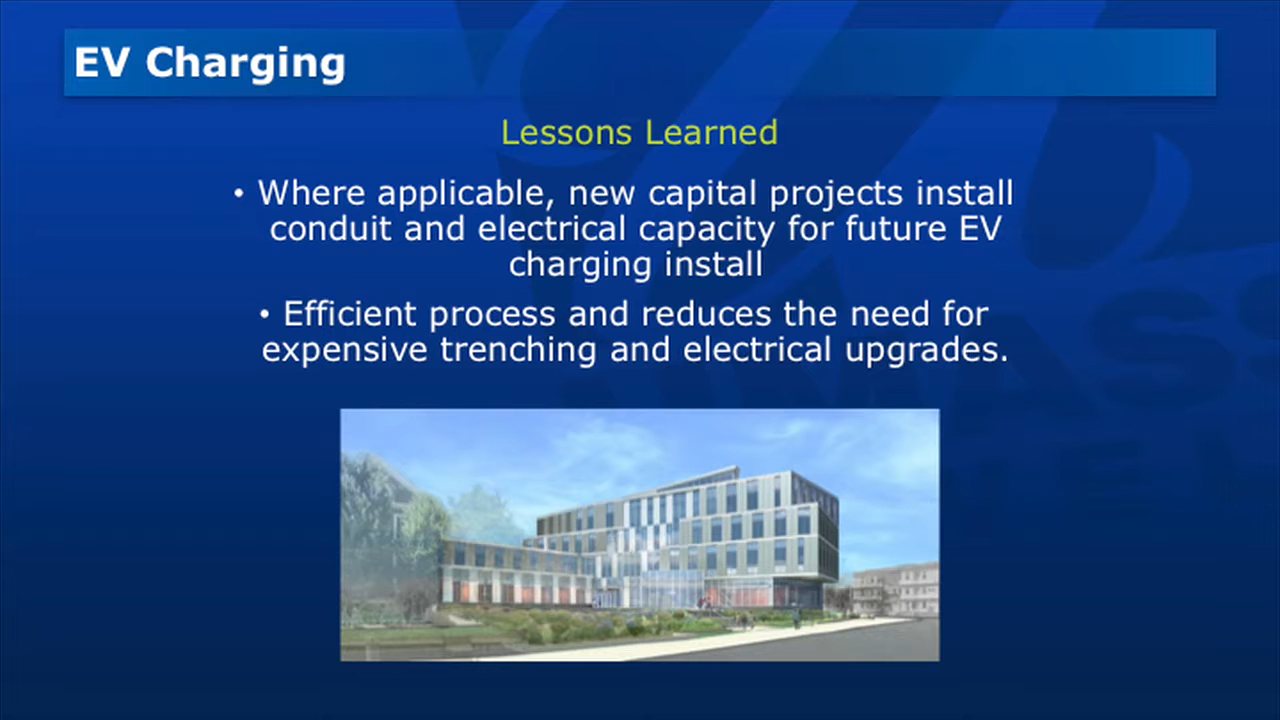 EV Charging
Lessons Learned
• Where applicable, new capital projects install
conduit and electrical capacity for future EV
charging install
• Efficient process and reduces the need for
expensive trenching and electrical upgrades.